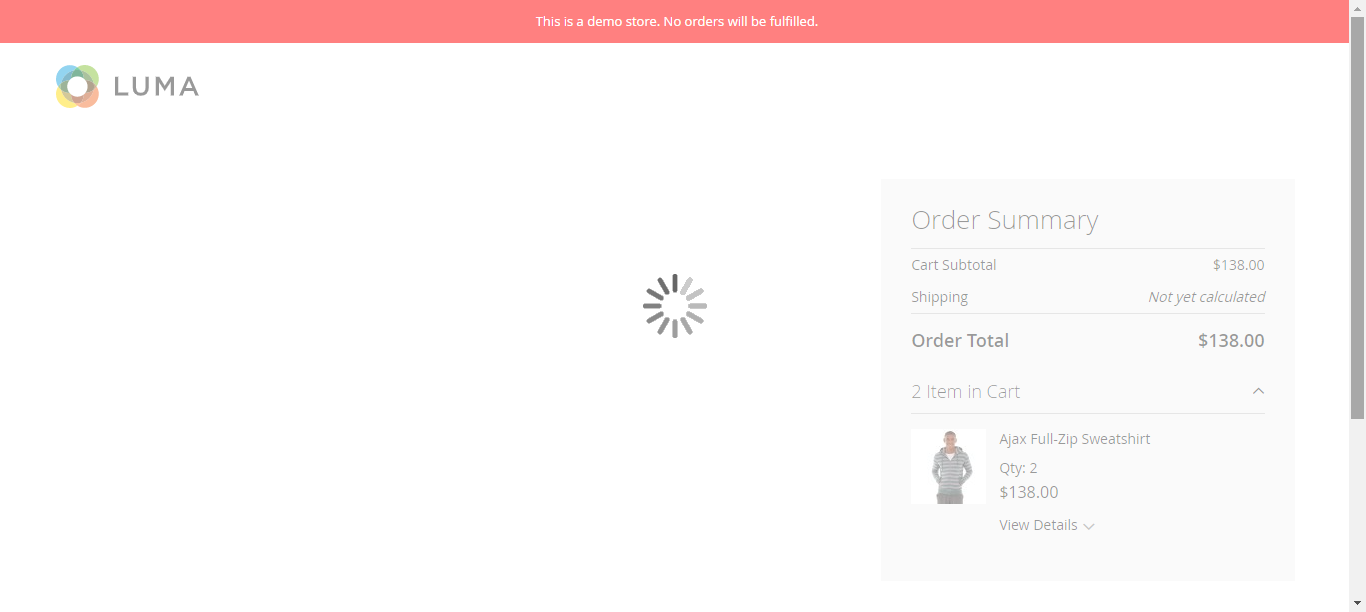 This is a demo store. No orders will be fulfilled.
LUMA
Order Summary
Cart Subtotal $138.00
Shipping Not yet calculated
Order Total $138.00
2 Item in Cart
Ajax Full-Zip Sweatshirt
Qty: 2
$138.00
View Details